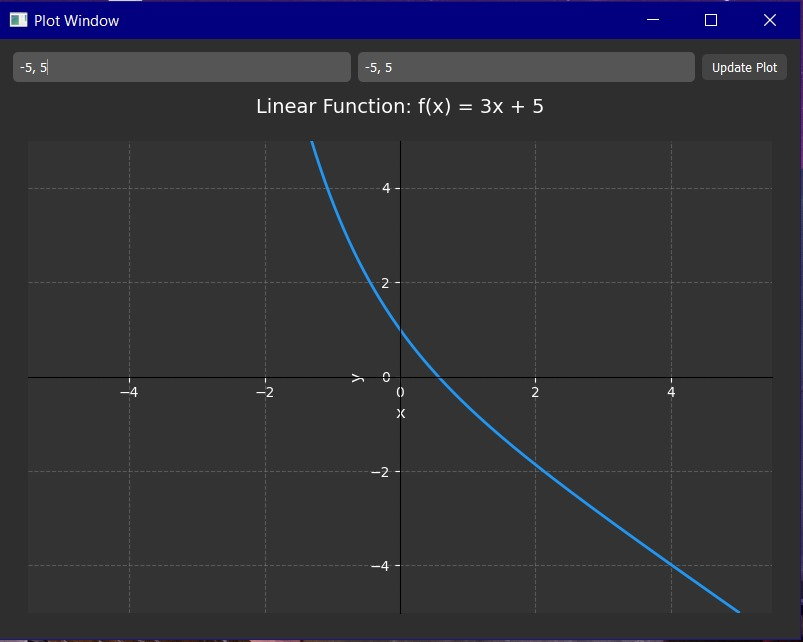 Plot Window
-5, 5
-5, 5
Update Plot
Linear Function: f(x) = 3x + 5
4
2
y
0
−4
−2
0
2
4
x
−2
−4